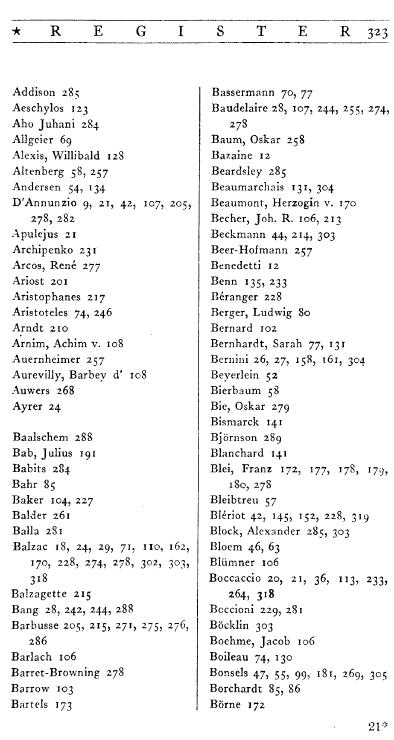 ★ R E G I S T E R 323
Addison 285
Aeschylos 123
Aho Juhani 284
Allgeier 69
Alexis, Willibald 128
Altenberg 58, 257
Andersen 54, 134
D'Annunzio 9, 21, 42, 107, 205,
278, 282
Apulejus 21
Archipenko 231
Arcos, René 277
Ariost 201
Aristophanes 217
Aristoteles 74, 246
Arndt 210
Arnim, Achim v. 108
Auernheimer 257
Aurevilly, Barbey d' 108
Auwers 268
Ayrer 24
Baalschem 288
Bab, Julius 191
Babits 284
Bahr 85
Baker 104, 227
Balder 261
Balla 281
Balzac 18, 24, 29, 71, 110, 162,
170, 228, 274, 278, 302, 303,
318
Balzagette 215
Bang 28, 242, 244, 288
Barbusse 205, 215, 271, 275, 276,
286
Barlach 106
Barret-Browning 278
Barrow 103
Bartels 173
Bassermann 70, 77
Baudelaire 28, 107, 244, 255, 274,
278
Baum, Oskar 258
Bazaine 12
Beardsley 285
Beaumarchais 131, 304
Beaumont, Herzogin v. 170
Becher, Joh. R. 106, 213
Beckmann 44, 214, 303
Beer-Hofmann 257
Benedetti 12
Benn 135, 233
Béranger 228
Berger, Ludwig 80
Bernard 102
Bernhardt, Sarah 77, 131
Bernini 26, 27, 158, 161, 304
Beyerlein 52
Bierbaum 58
Bie, Oskar 279
Bismarck 141
Björnson 289
Blanchard 141
Blei, Franz 172, 177, 178, 179,
180, 278
Bleibtreu 57
Blériot 42, 145, 152, 228, 319
Block, Alexander 285, 303
Bloem 46, 63
Blümner 106
Boccaccio 20, 21, 36, 113, 233,
264, 318
Boccioni 229, 281
Böcklin 303
Boehme, Jacob 106
Boileau 74, 130
Bonsels 47, 55, 99, 181, 269, 305
Borchardt 85, 86
Börne 172
21*